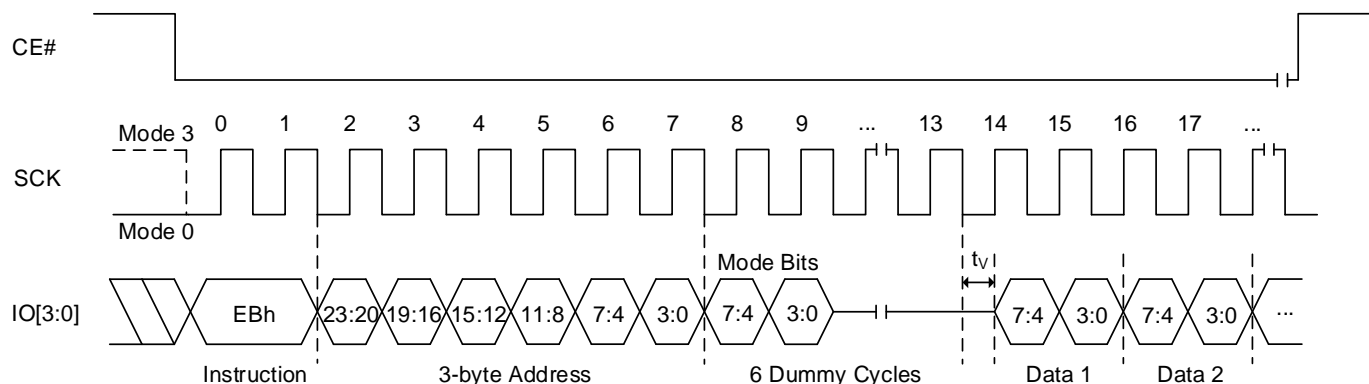 CE#
0 1 2 3 4 5 6 7 8 9 ... 13 14 15 16 17 ...
Mode 3
SCK
Mode 0
Mode Bits tV
IO[3:0] EBh 23:20 19:16 15:12 11:8 7:4 3:0 7:4 3:0 7:4 3:0 7:4 3:0 ...
Instruction 3-byte Address 6 Dummy Cycles Data 1 Data 2